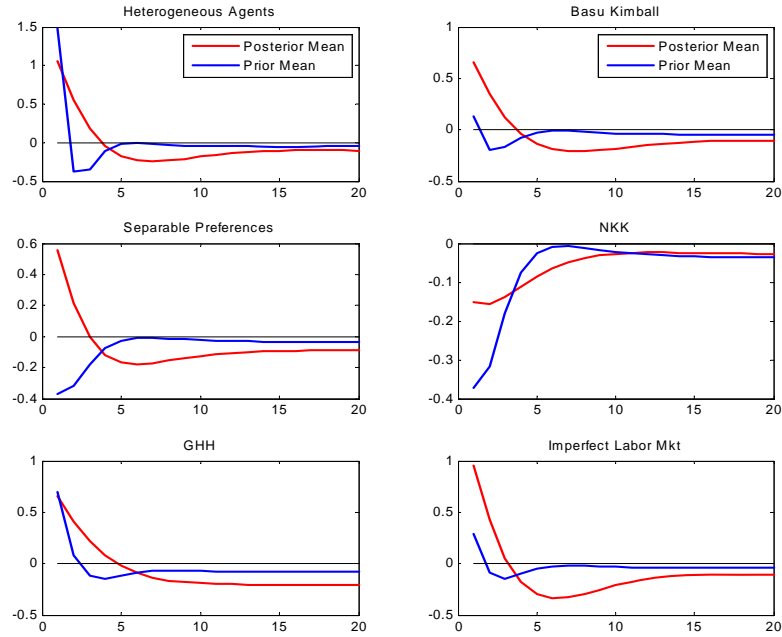 Heterogeneous Agents
1.5
1
0.5
0
-0.5
0 5 10 15 20
Posterior Mean
Prior Mean
Basu Kimball
1
0.5
0
-0.5
0 5 10 15 20
Posterior Mean
Prior Mean
Separable Preferences
0.6
0.4
0.2
0
-0.2
-0.4
0 5 10 15 20
NKK
0
-0.1
-0.2
-0.3
-0.4
0 5 10 15 20
GHH
1
0.5
0
-0.5
0 5 10 15 20
Imperfect Labor Mkt
1
0.5
0
-0.5
0 5 10 15 20